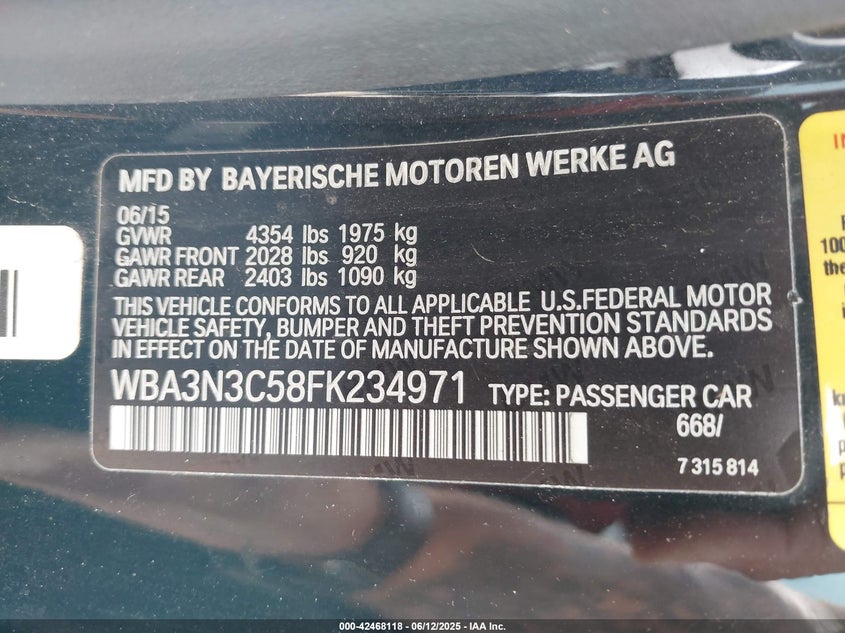 MFD BY BAYERISCHE MOTOREN WERKE AG
06/15
GVWR 4354 lbs 1975 kg
GAWR FRONT 2028 lbs 920 kg
GAWR REAR 2403 lbs 1090 kg
THIS VEHICLE CONFORMS TO ALL APPLICABLE U.S.FEDERAL MOTOR
VEHICLE SAFETY, BUMPER AND THEFT PREVENTION STANDARDS
IN EFFECT ON THE DATE OF MANUFACTURE SHOWN ABOVE.
WBA3N3C58FK234971 TYPE: PASSENGER CAR
668/
7 315 814
000-42468118 - 06/12/2025 - IAA Inc.